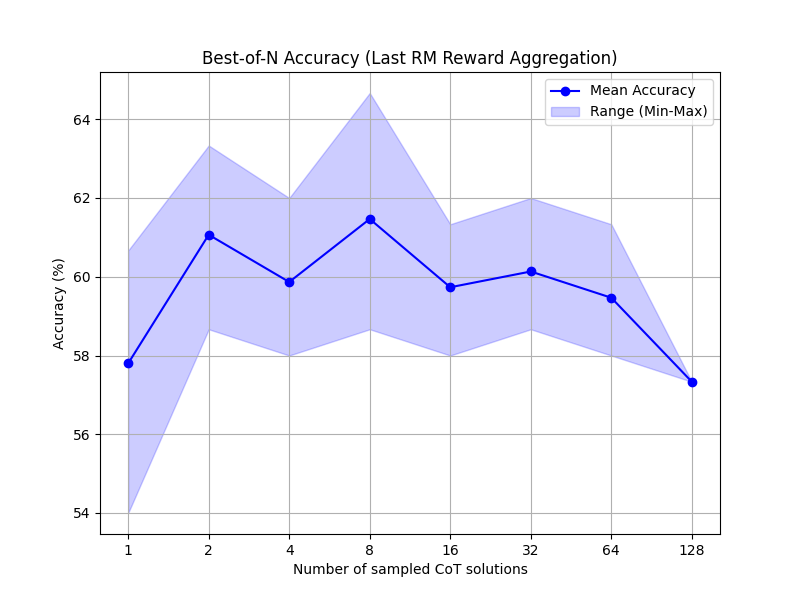 Best-of-N Accuracy (Last RM Reward Aggregation)
Mean Accuracy
Range (Min-Max)
Accuracy (%)
64
62
60
58
56
54
1 2 4 8 16 32 64 128
Number of sampled CoT solutions